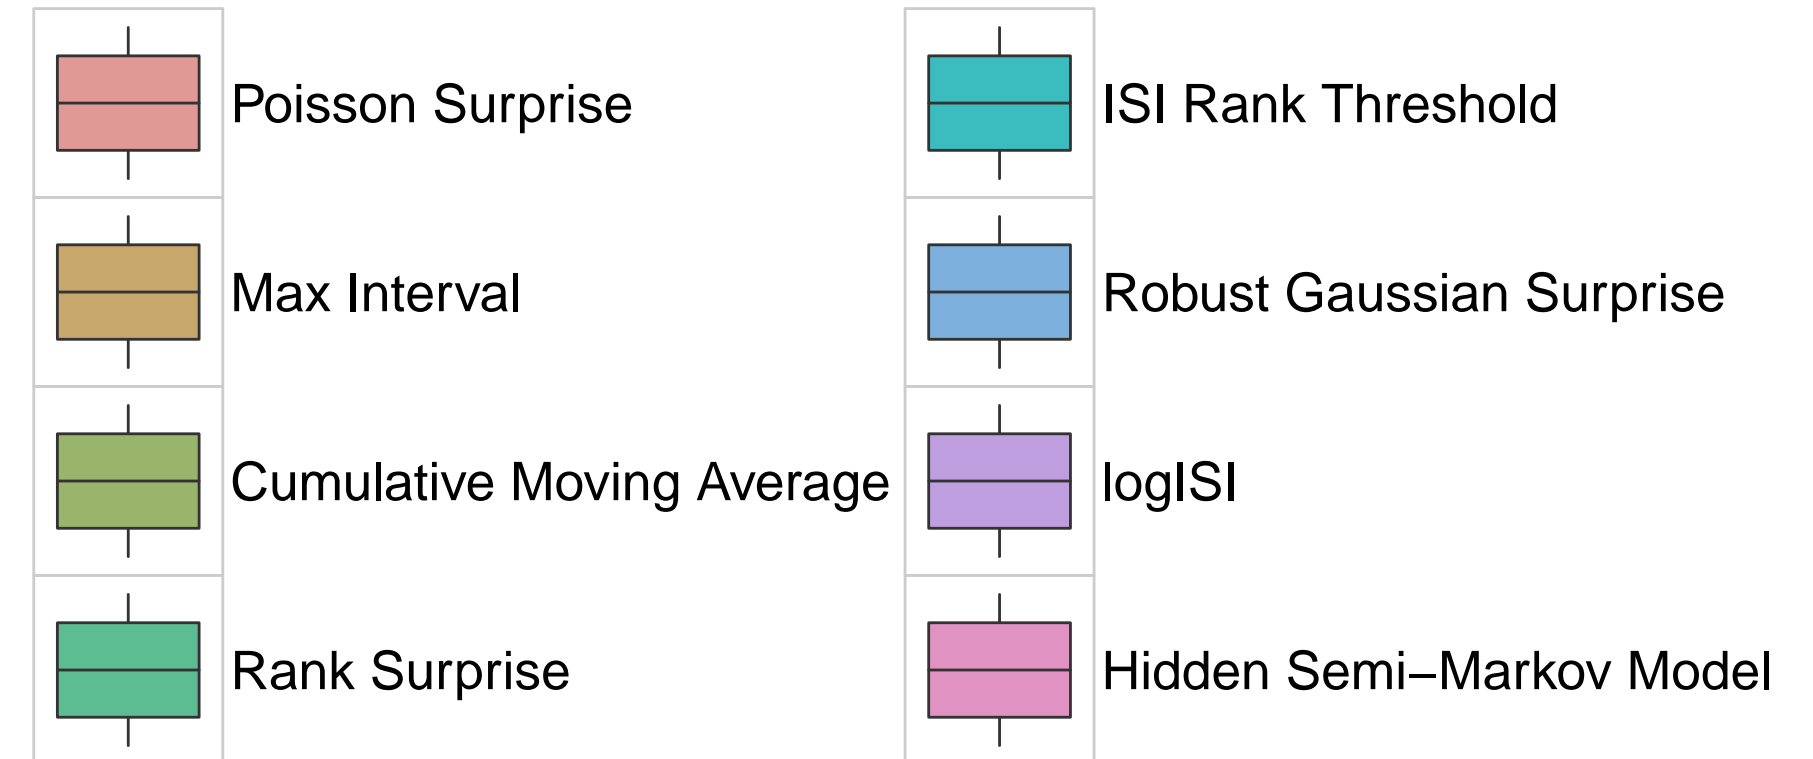 Poisson Surprise
Max Interval
Cumulative Moving Average
Rank Surprise
ISI Rank Threshold
Robust Gaussian Surprise
logISI
Hidden Semi−Markov Model